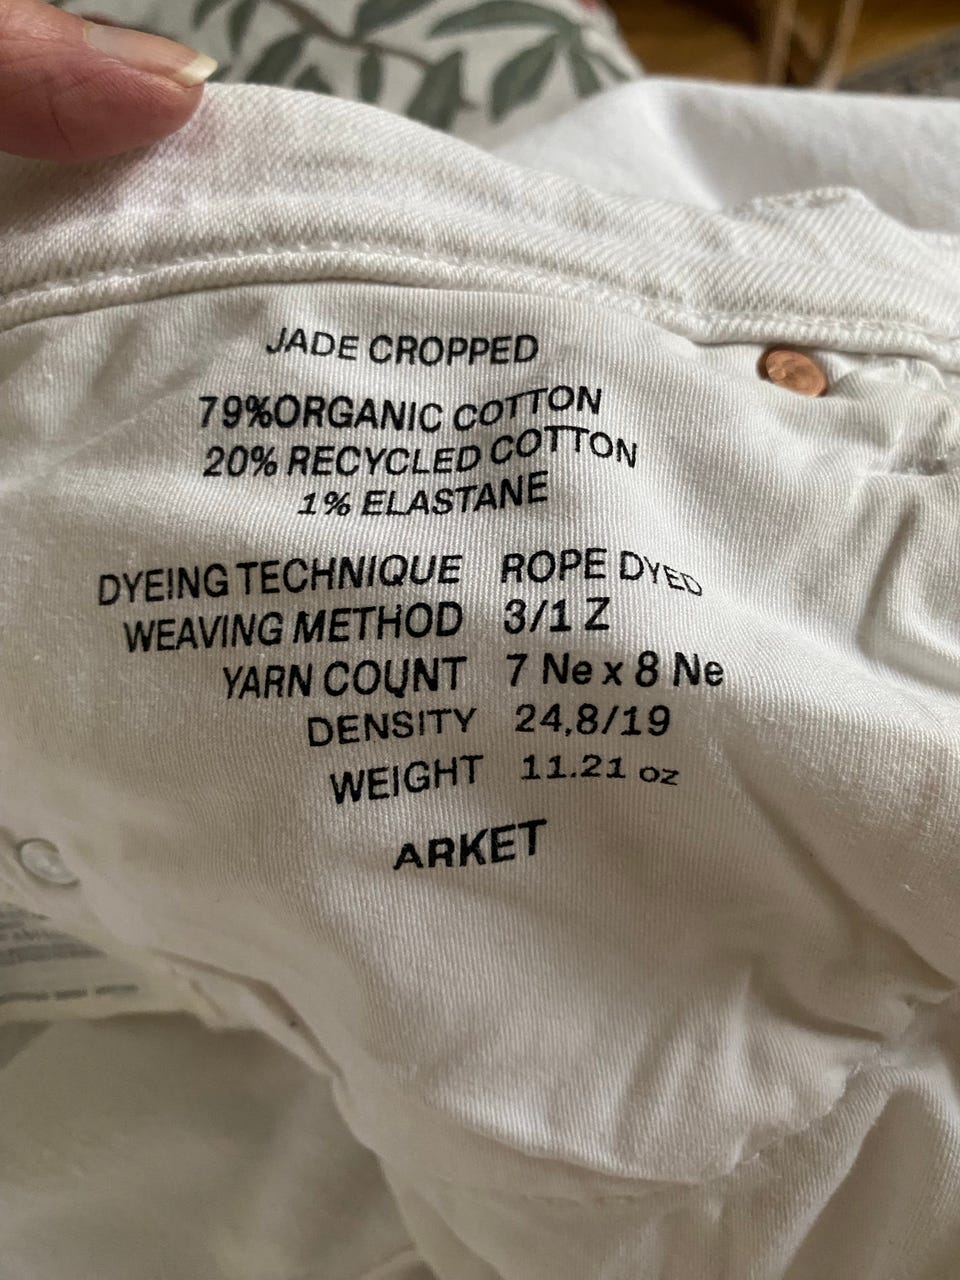 JADE CROPPED
79%ORGANIC COTTON
20% RECYCLED COTTON
1% ELASTANE
DYEING TECHNIQUE ROPE DYED
WEAVING METHOD 3/1 Z
YARN COUNT 7 Ne x 8 Ne
DENSITY 24,8/19
WEIGHT 11.21 oz
ARKET